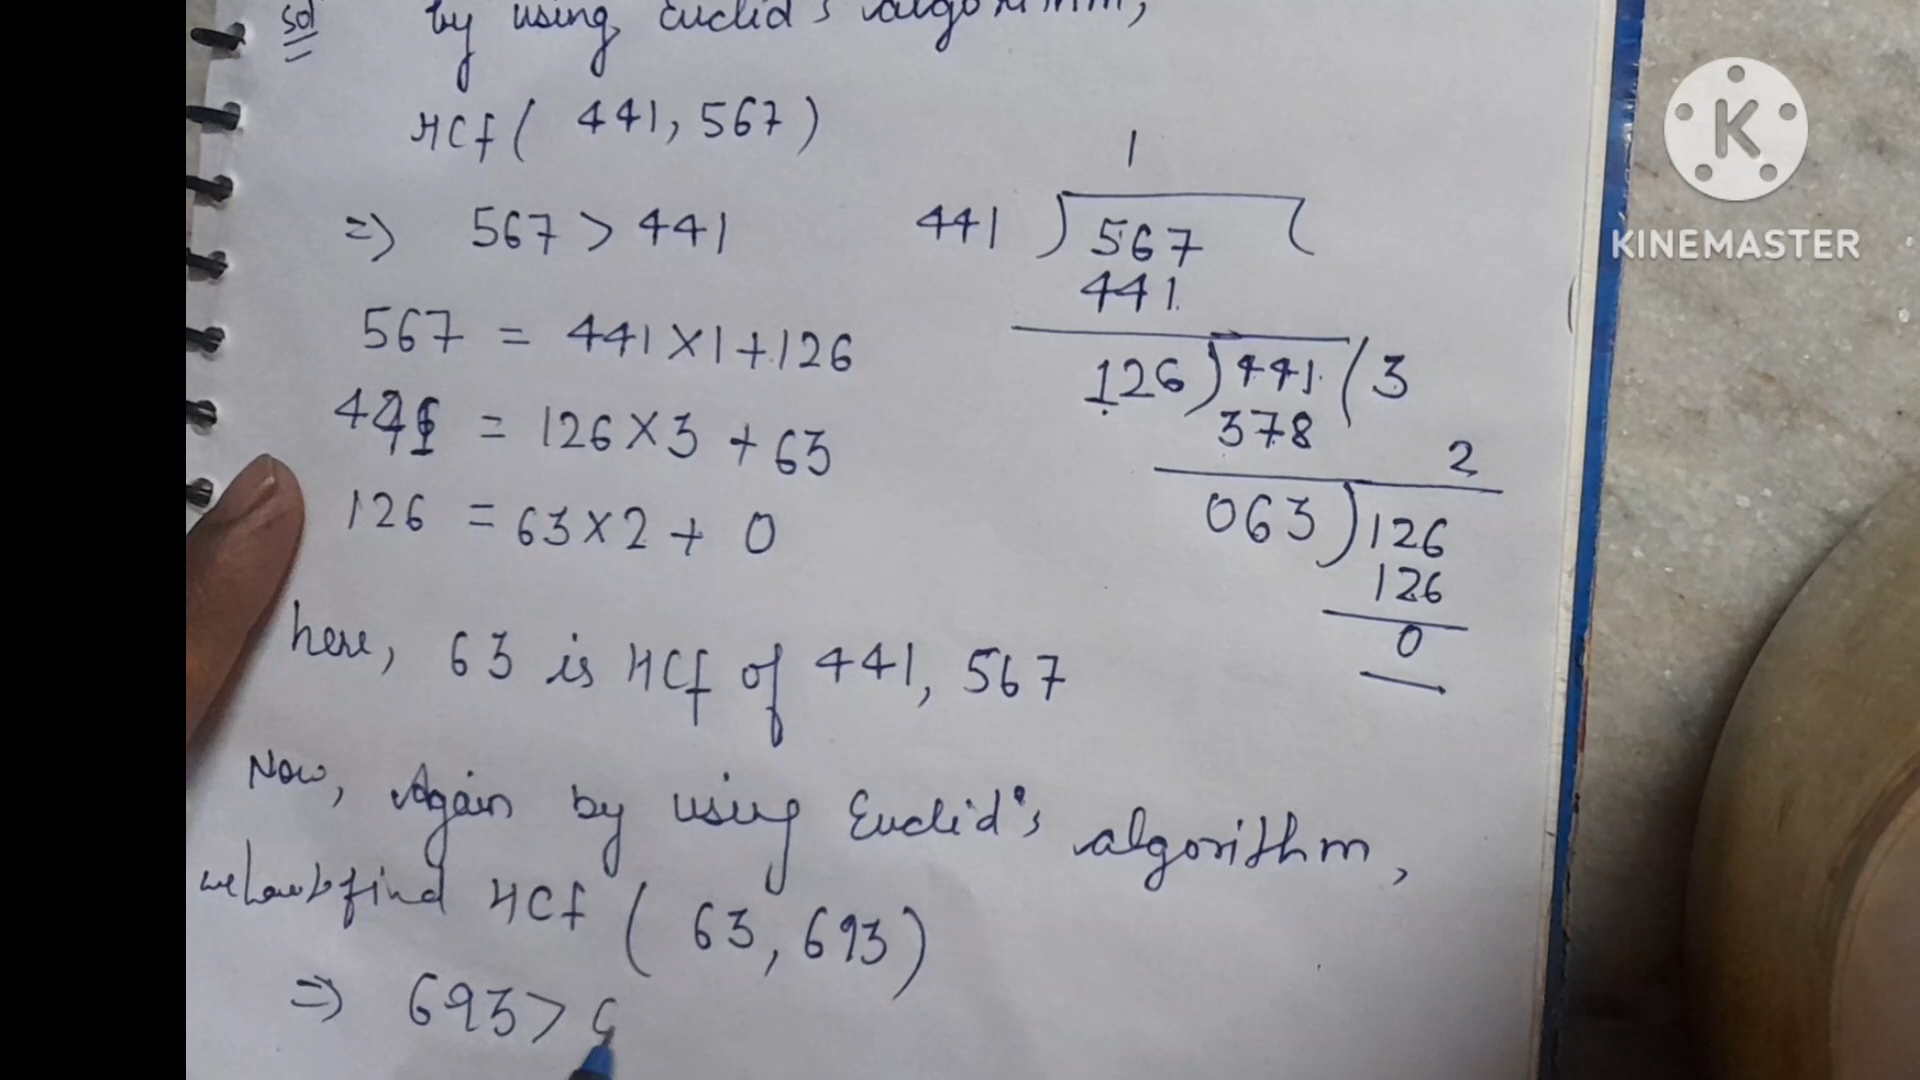 Sol by using Euclid's algorithm,
HCf ( 441, 567 )
⇒ 567 > 441
567 = 441 × 1 + 126
441 = 126 × 3 + 63
126 = 63 × 2 + 0
1
441 ) 567 (
441
126 ) 441 ( 3
378
2
063 ) 126
126
0
here, 63 is HCf of 441, 567
Now, Again by using Euclid's algorithm,
find HCf ( 63, 693 )
⇒ 693 >
K
KINEMASTER